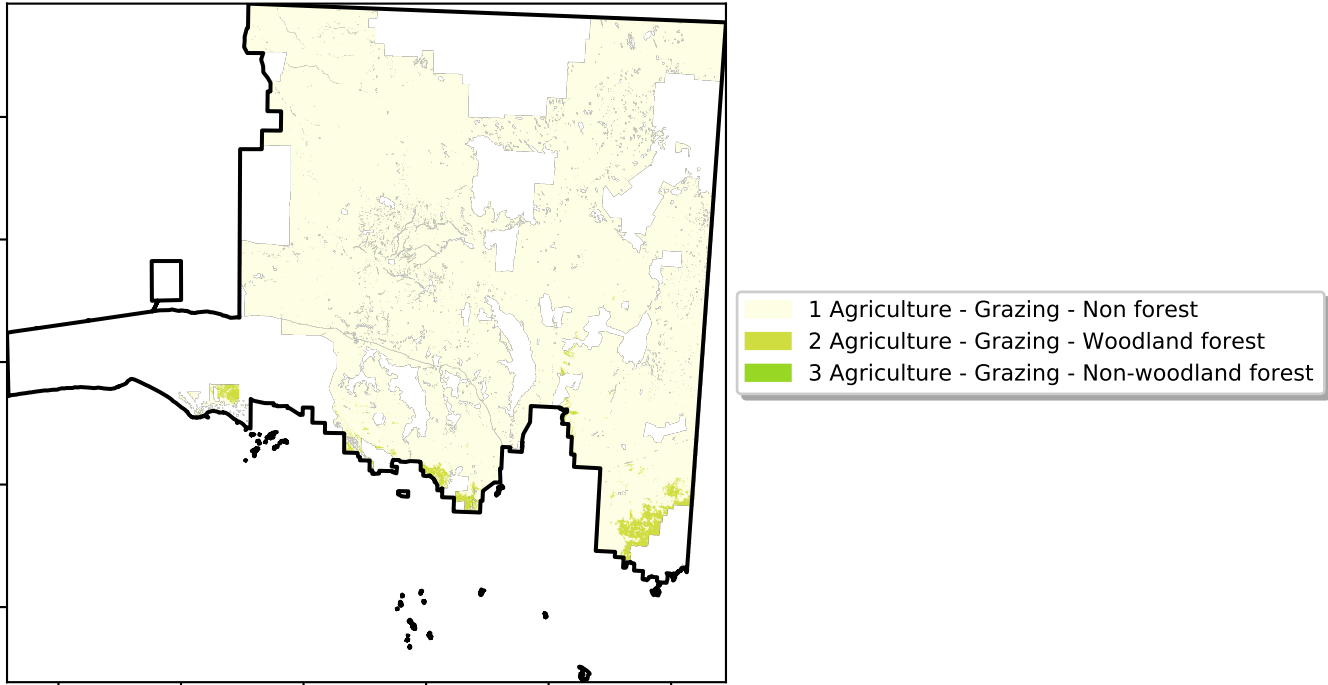 1 Agriculture - Grazing - Non forest
2 Agriculture - Grazing - Woodland forest
3 Agriculture - Grazing - Non-woodland forest